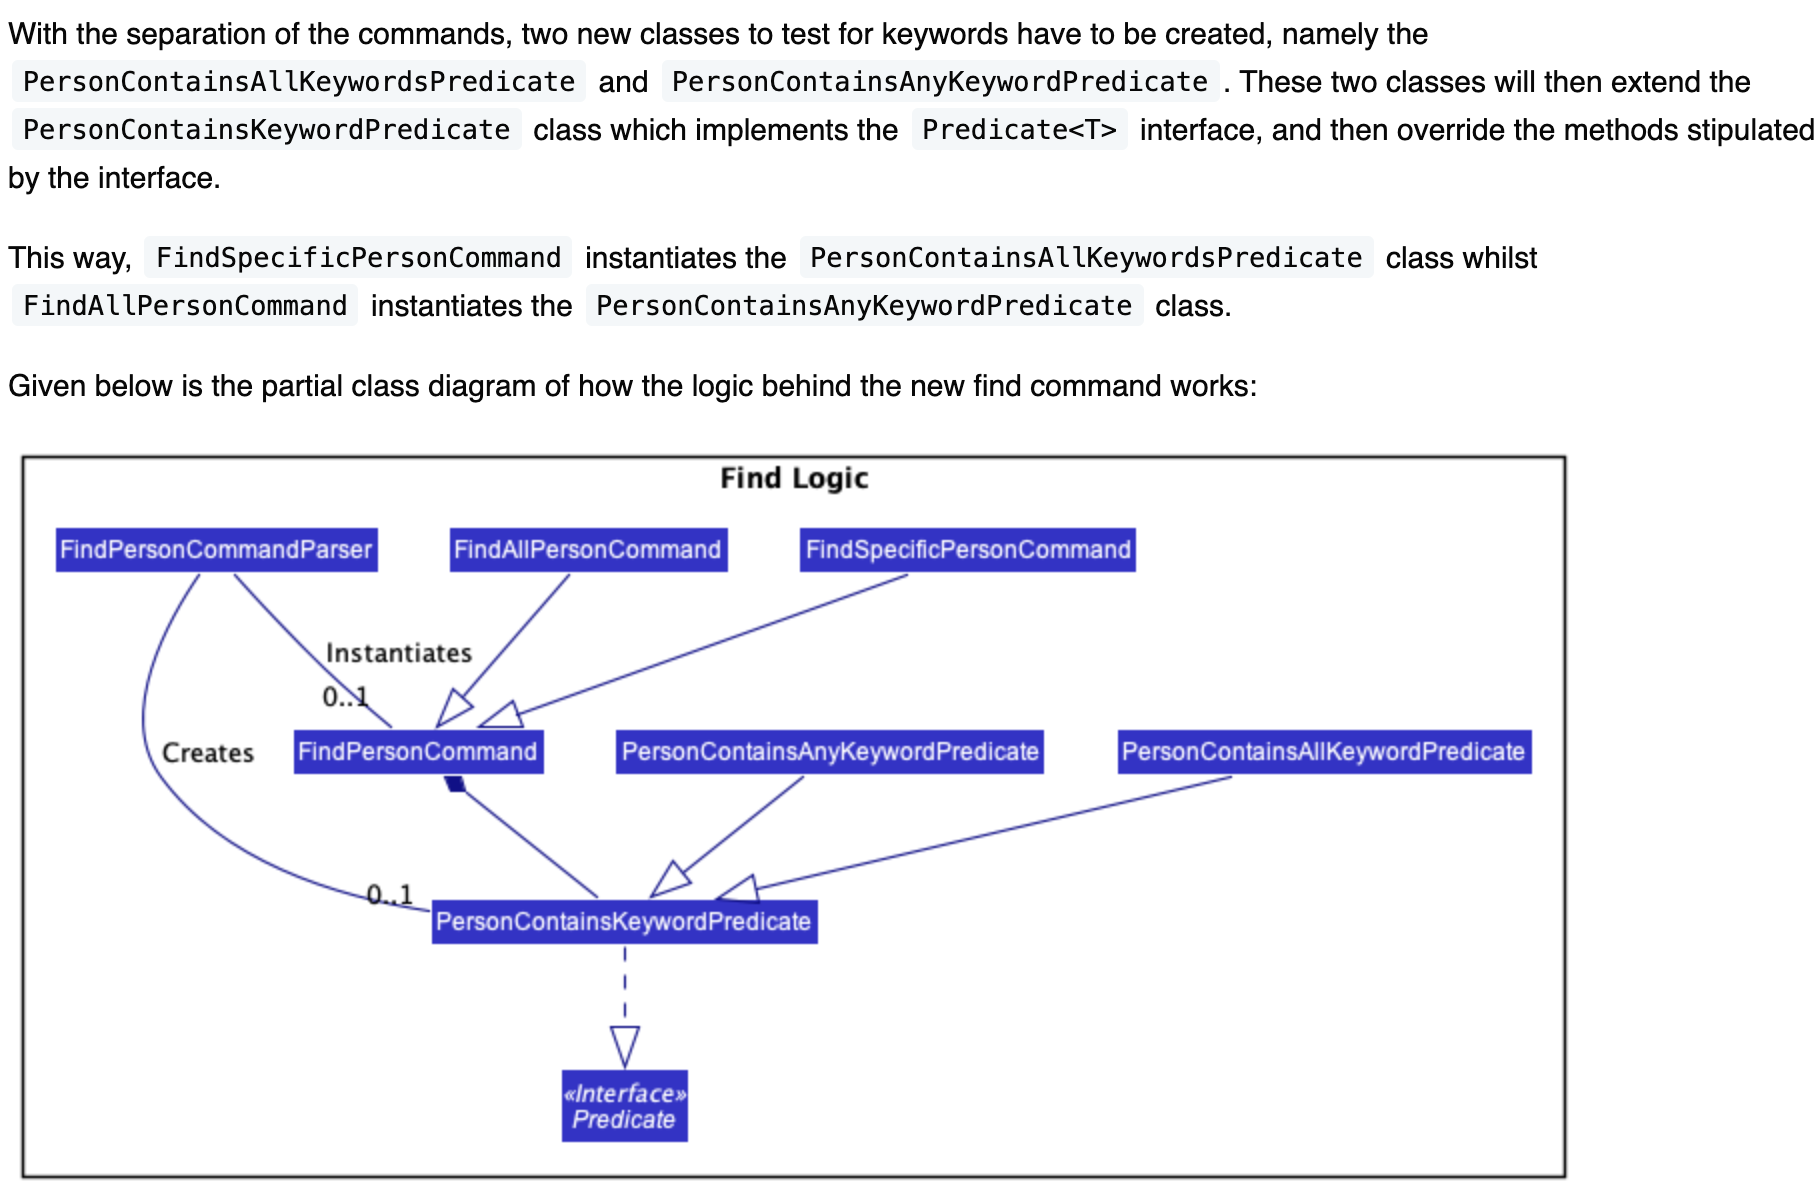 With the separation of the commands, two new classes to test for keywords have to be created, namely the
PersonContainsAllKeywordsPredicate and PersonContainsAnyKeywordPredicate . These two classes will then extend the
PersonContainsKeywordPredicate class which implements the Predicate<T> interface, and then override the methods stipulated
by the interface.
This way, FindSpecificPersonCommand instantiates the PersonContainsAllKeywordsPredicate class whilst
FindAllPersonCommand instantiates the PersonContainsAnyKeywordPredicate class.
Given below is the partial class diagram of how the logic behind the new find command works:
Find Logic
FindPersonCommandParser FindAllPersonCommand FindSpecificPersonCommand
Instantiates
0..1
Creates FindPersonCommand PersonContainsAnyKeywordPredicate PersonContainsAllKeywordPredicate
0..1
PersonContainsKeywordPredicate
«Interface»
Predicate